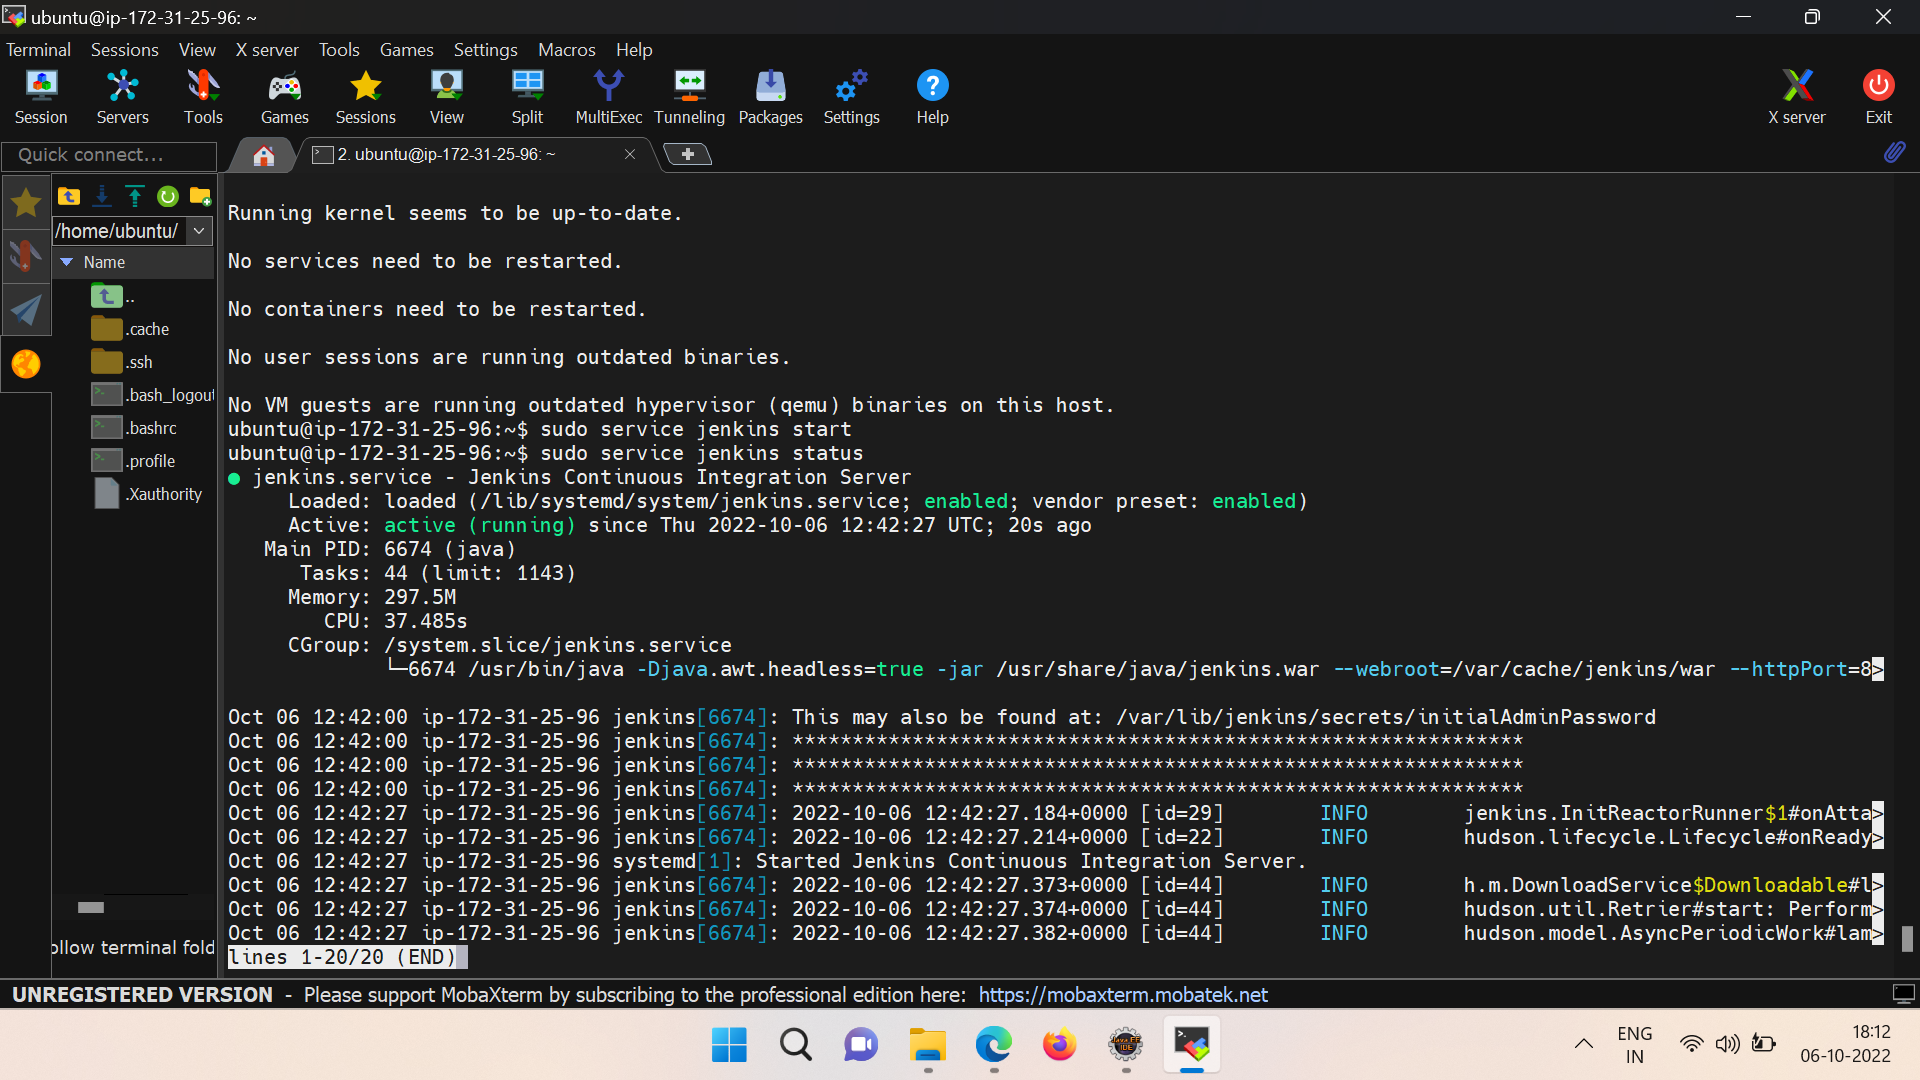 ubuntu@ip-172-31-25-96: ~
Terminal Sessions View X server Tools Games Settings Macros Help
Session Servers Tools Games Sessions View Split MultiExec Tunneling Packages Settings Help X server Exit
Quick connect...
2. ubuntu@ip-172-31-25-96: ~
/home/ubuntu/
Name
..
.cache
.ssh
.bash_logout
.bashrc
.profile
.Xauthority
ollow terminal fold
Running kernel seems to be up-to-date.
No services need to be restarted.
No containers need to be restarted.
No user sessions are running outdated binaries.
No VM guests are running outdated hypervisor (qemu) binaries on this host.
ubuntu@ip-172-31-25-96:~$ sudo service jenkins start
ubuntu@ip-172-31-25-96:~$ sudo service jenkins status
● jenkins.service - Jenkins Continuous Integration Server
Loaded: loaded (/lib/systemd/system/jenkins.service; enabled; vendor preset: enabled)
Active: active (running) since Thu 2022-10-06 12:42:27 UTC; 20s ago
Main PID: 6674 (java)
Tasks: 44 (limit: 1143)
Memory: 297.5M
CPU: 37.485s
CGroup: /system.slice/jenkins.service
└─6674 /usr/bin/java -Djava.awt.headless=true -jar /usr/share/java/jenkins.war --webroot=/var/cache/jenkins/war --httpPort=8>
Oct 06 12:42:00 ip-172-31-25-96 jenkins[6674]: This may also be found at: /var/lib/jenkins/secrets/initialAdminPassword
Oct 06 12:42:00 ip-172-31-25-96 jenkins[6674]: *************************************************************
Oct 06 12:42:00 ip-172-31-25-96 jenkins[6674]: *************************************************************
Oct 06 12:42:00 ip-172-31-25-96 jenkins[6674]: *************************************************************
Oct 06 12:42:27 ip-172-31-25-96 jenkins[6674]: 2022-10-06 12:42:27.184+0000 [id=29] INFO jenkins.InitReactorRunner$1#onAtta>
Oct 06 12:42:27 ip-172-31-25-96 jenkins[6674]: 2022-10-06 12:42:27.214+0000 [id=22] INFO hudson.lifecycle.Lifecycle#onReady>
Oct 06 12:42:27 ip-172-31-25-96 systemd[1]: Started Jenkins Continuous Integration Server.
Oct 06 12:42:27 ip-172-31-25-96 jenkins[6674]: 2022-10-06 12:42:27.373+0000 [id=44] INFO h.m.DownloadService$Downloadable#l>
Oct 06 12:42:27 ip-172-31-25-96 jenkins[6674]: 2022-10-06 12:42:27.374+0000 [id=44] INFO hudson.util.Retrier#start: Perform>
Oct 06 12:42:27 ip-172-31-25-96 jenkins[6674]: 2022-10-06 12:42:27.382+0000 [id=44] INFO hudson.model.AsyncPeriodicWork#lam>
lines 1-20/20 (END)
UNREGISTERED VERSION - Please support MobaXterm by subscribing to the professional edition here: https://mobaxterm.mobatek.net
Java EE
IDE
ENG
IN
18:12
06-10-2022